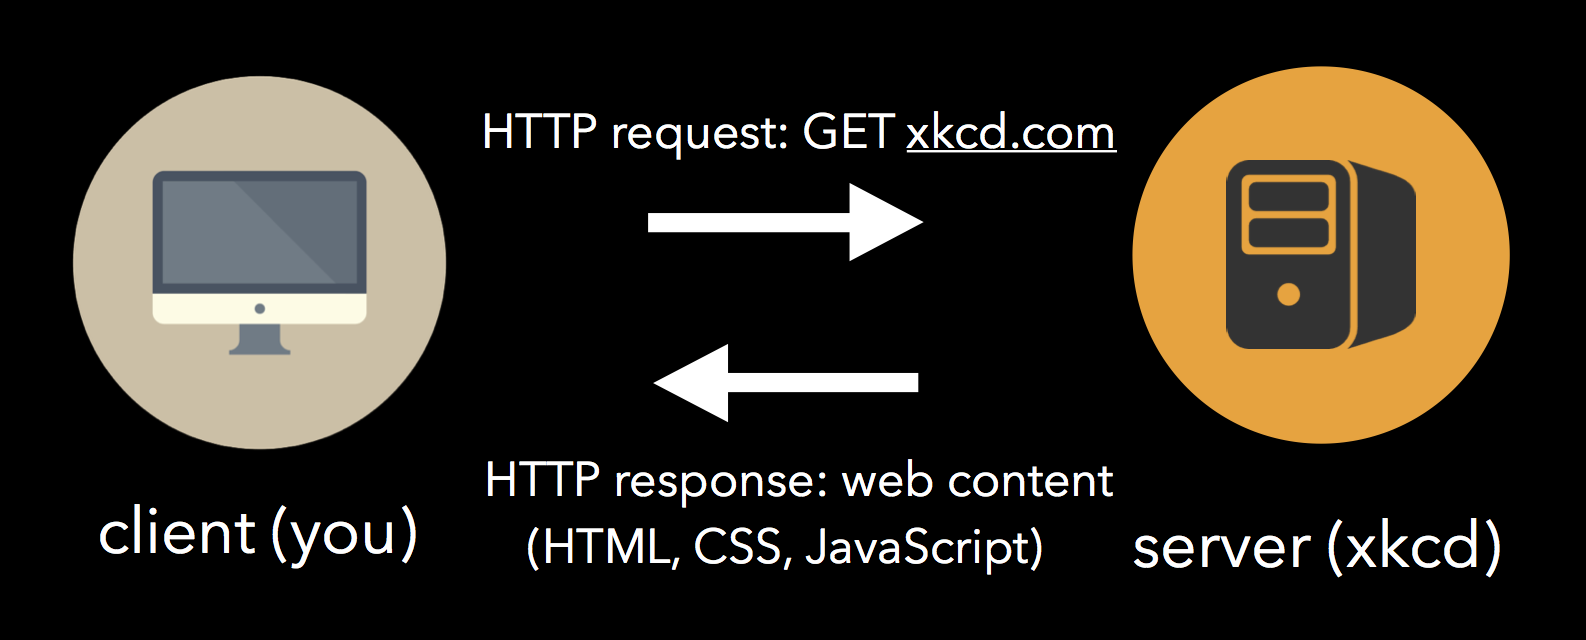 HTTP request: GET xkcd.com
HTTP response: web content
(HTML, CSS, JavaScript)
client (you)
server (xkcd)